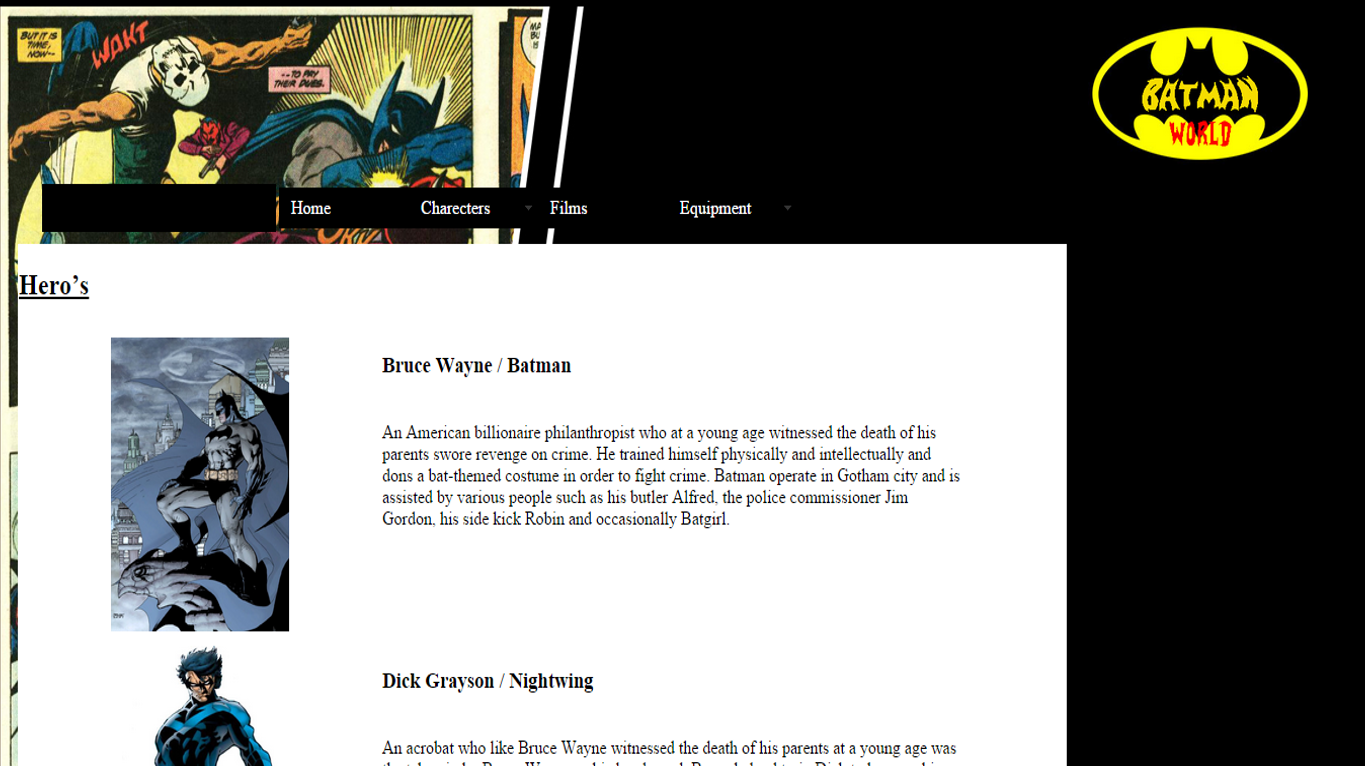 BUT IT IS
TIME,
NOW--
WAKT
--TO PAY
THEIR DUES.
BATMAN
WORLD
Home
Charecters
Films
Equipment
Hero’s
Bruce Wayne / Batman
An American billionaire philanthropist who at a young age witnessed the death of his
parents swore revenge on crime. He trained himself physically and intellectually and
dons a bat-themed costume in order to fight crime. Batman operate in Gotham city and is
assisted by various people such as his butler Alfred, the police commissioner Jim
Gordon, his side kick Robin and occasionally Batgirl.
Dick Grayson / Nightwing
An acrobat who like Bruce Wayne witnessed the death of his parents at a young age was